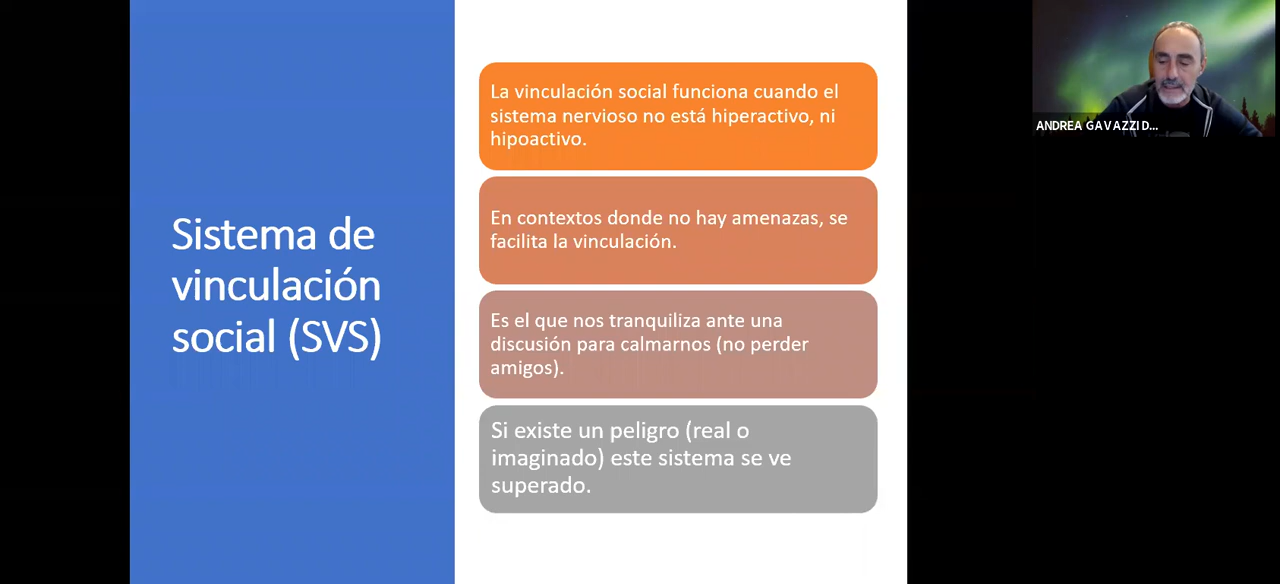 Sistema de
vinculación
social (SVS)
La vinculación social funciona cuando el
sistema nervioso no está hiperactivo, ni
hipoactivo.
En contextos donde no hay amenazas, se
facilita la vinculación.
Es el que nos tranquiliza ante una
discusión para calmarnos (no perder
amigos).
Si existe un peligro (real o
imaginado) este sistema se ve
superado.
ANDREA GAVAZZI D...